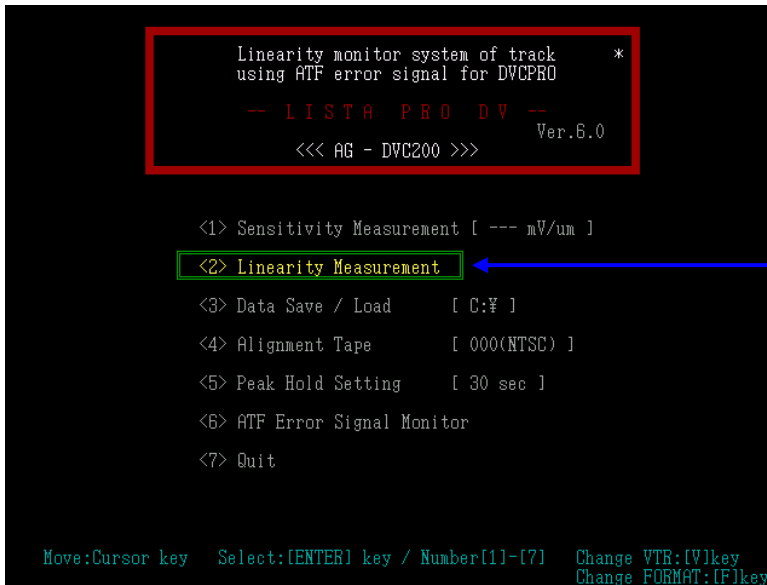 Linearity monitor system of track *
using ATF error signal for DVCPRO
-- L I S T A  P R O  D V --
Ver.6.0
<<< AG - DVC200 >>>
<1> Sensitivity Measurement [ --- mV/um ]
<2> Linearity Measurement
<3> Data Save / Load [ C:¥ ]
<4> Alignment Tape [ 000(NTSC) ]
<5> Peak Hold Setting [ 30 sec ]
<6> ATF Error Signal Monitor
<7> Quit
Move:Cursor key Select:[ENTER] key / Number[1]-[7] Change VTR:[V]key
Change FORMAT:[F]key